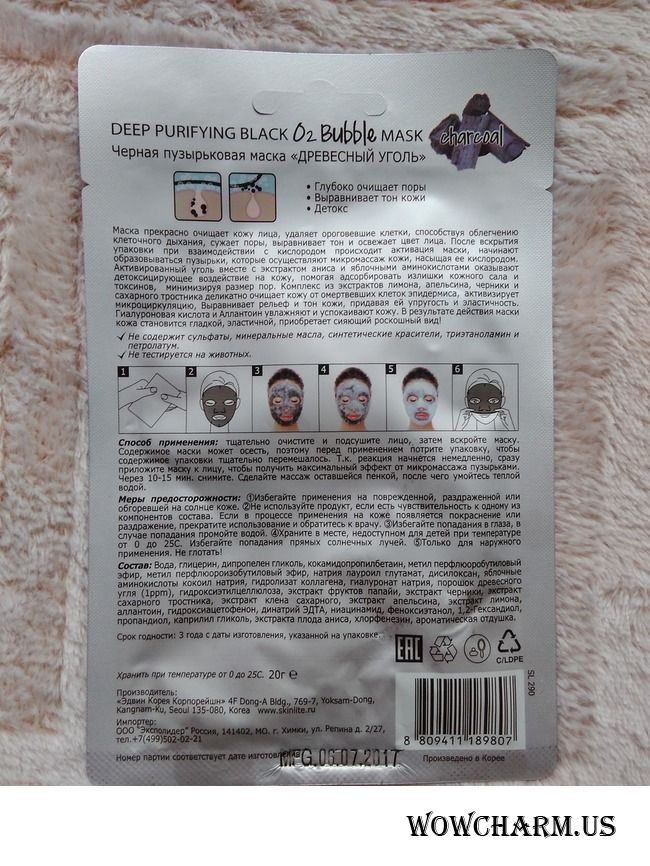 DEEP PURIFYING BLACK O2 Bubble MASK
charcoal
Черная пузырьковая маска «ДРЕВЕСНЫЙ УГОЛЬ»
• Глубоко очищает поры
• Выравнивает тон кожи
• Детокс
Маска прекрасно очищает кожу лица, удаляет ороговевшие клетки, способствуя облегчению
клеточного дыхания, сужает поры, выравнивает тон и освежает цвет лица. После вскрытия
упаковки при взаимодействии с кислородом происходит активация маски, начинают
образовываться пузырьки, которые осуществляют микромассаж кожи, насыщая ее кислородом.
Активированный уголь вместе с экстрактом аниса и яблочными аминокислотами оказывают
детоксицирующее воздействие на кожу, помогая адсорбировать излишки кожного сала и
токсинов, минимизируя размер пор. Комплекс из экстрактов лимона, апельсина, черники и
сахарного тростника деликатно очищает кожу от омертвевших клеток эпидермиса, активизирует
микроциркуляцию, Выравнивает рельеф и тон кожи, придавая ей упругость и эластичность.
Гиалуроновая кислота и Аллантоин увлажняют и успокаивают кожу. В результате действия маски
кожа становится гладкой, эластичной, приобретает сияющий роскошный вид!
✓ Не содержит сульфаты, минеральные масла, синтетические красители, триэтаноламин и
петролатум.
✓ Не тестируется на животных.
1 2 3 4 5 6
Способ применения: тщательно очистите и подсушите лицо, затем вскройте маску.
Содержимое маски может осесть, поэтому перед применением потрите упаковку, чтобы
содержимое упаковки тщательно перемешалось. Т.к. реакция начнется немедленно, сразу
приложите маску к лицу, чтобы получить максимальный эффект от микромассажа пузырьками.
Через 10-15 мин. снимите. Сделайте массаж оставшейся пенкой, после чего умойтесь теплой
водой.
Меры предосторожности: ①Избегайте применения на поврежденной, раздраженной или
обгоревшей на солнце коже. ②Не используйте продукт, если есть чувствительность к одному из
компонентов состава. Если в процессе применения на коже появляется покраснение или
раздражение, прекратите использование и обратитесь к врачу. ③Избегайте попадания в глаза, в
случае попадания промойте водой. ④Храните в месте, недоступном для детей при температуре
от 0 до 25С. Избегайте попадания прямых солнечных лучей. ⑤Только для наружного
применения. Не глотать!
Состав: Вода, глицерин, дипропелен гликоль, кокамидопропилбетаин, метил перфлюоробутиловый
эфир, метил перфлюороизобутиловый эфир, натрия лауроил глутамат, дисилоксан, яблочные
аминокислоты кокоил натрия, гидролизат коллагена, гиалуронат натрия, порошок древесного
угля (1ppm), гидроксиэтилцеллюлоза, экстракт фруктов папайи, экстракт черники, экстракт
сахарного тростника, экстракт клена сахарного, экстракт апельсина, экстракт лимона,
аллантоин, гидроксиацетофенон, динатрий ЭДТА, ниацинамид, феноксиэтанол, 1,2-Гександиол,
пропандиол, каприлил гликоль, экстракта плода аниса, хлорфенезин, ароматическая отдушка.
Срок годности: 3 года с даты изготовления, указанной на упаковке.
EAC
C/LDPE
Хранить при температуре от 0 до 25С. 20г ℮
SL 290
Производитель:
«Эдвин Корея Корпорейшн» 4F Dong-A Bldg., 769-7, Yoksam-Dong,
Kangnam-Ku, Seoul 135-080, Korea www.skinlite.ru
Импортер:
ООО "Эксполидер" Россия, 141402, МО. г. Химки, ул. Репина д. 2/27,
тел.+7(499)502-02-21
8 809411 189807
Номер партии соответствует дате изготовления
MFG.06.07.2017
Произведено в Корее
WOWCHARM.US